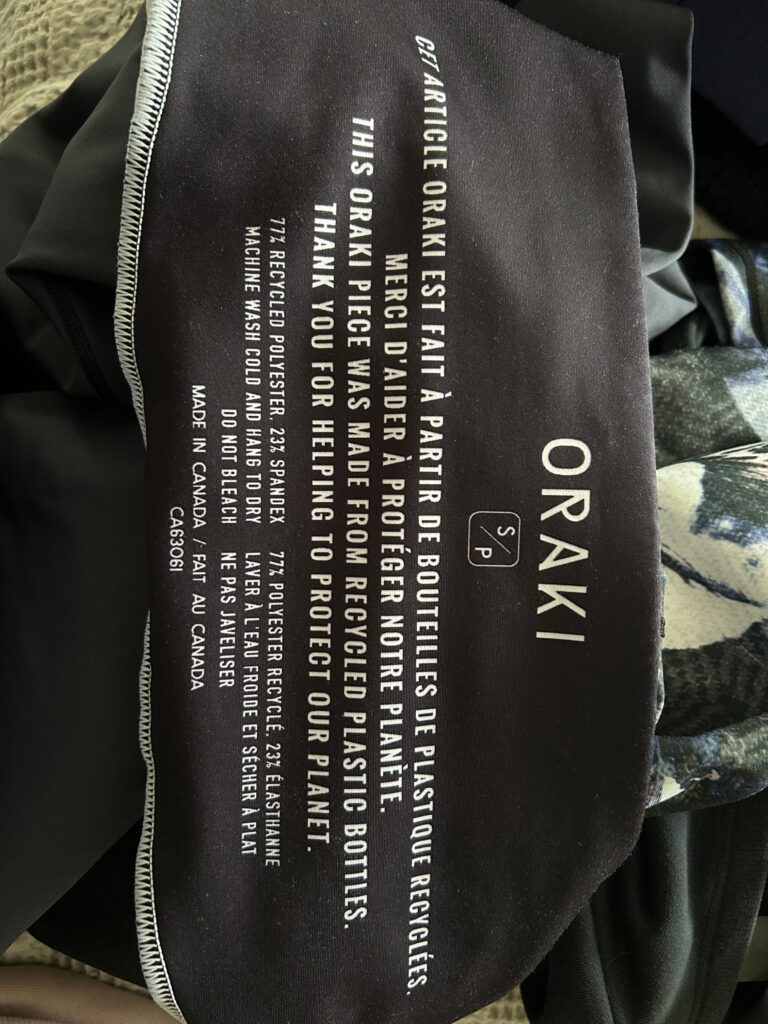 ORAKI
S/P
CET ARTICLE ORAKI EST FAIT À PARTIR DE BOUTEILLES DE PLASTIQUE RECYCLÉES.
MERCI D'AIDER À PROTÉGER NOTRE PLANÈTE.
THIS ORAKI PIECE WAS MADE FROM RECYCLED PLASTIC BOTTLES.
THANK YOU FOR HELPING TO PROTECT OUR PLANET.
77% RECYCLED POLYESTER, 23% SPANDEX
MACHINE WASH COLD AND HANG TO DRY
DO NOT BLEACH
77% POLYESTER RECYCLÉ, 23% ÉLASTHANNE
LAVER À L'EAU FROIDE ET SÉCHER À PLAT
NE PAS JAVELISER
MADE IN CANADA / FAIT AU CANADA
CA63061